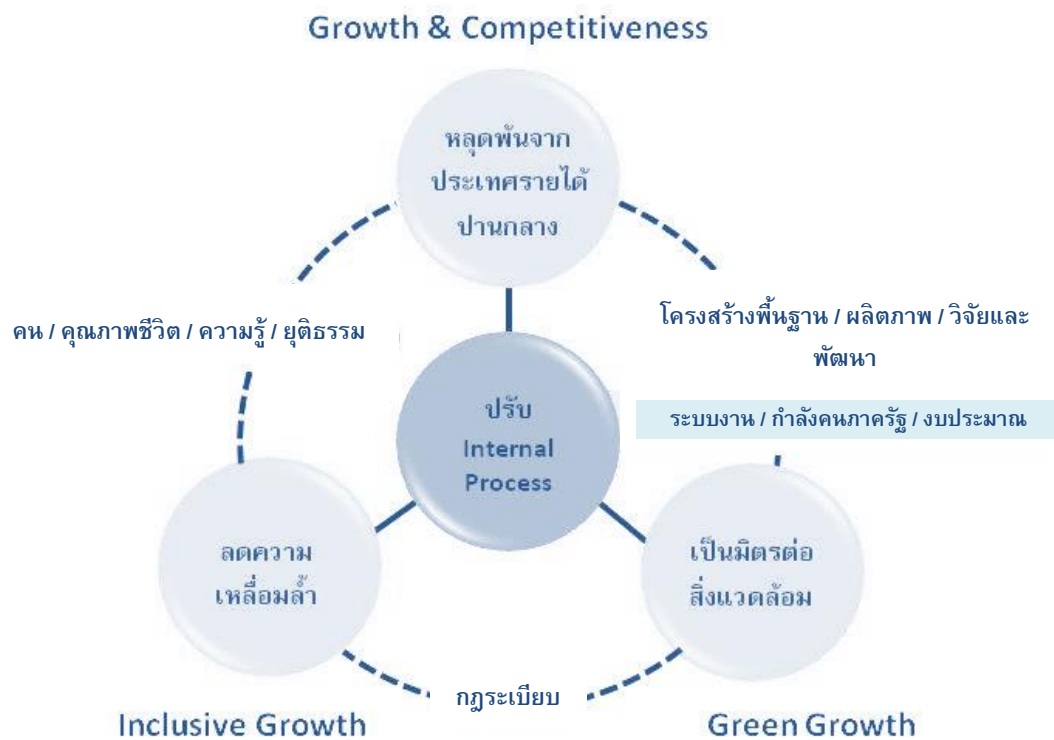 Growth & Competitiveness
หลุดพ้นจาก
ประเทศรายได้
ปานกลาง
คน / คุณภาพชีวิต / ความรู้ / ยุติธรรม
โครงสร้างพื้นฐาน / ผลิตภาพ / วิจัยและ
พัฒนา
ระบบงาน / กำลังคนภาครัฐ / งบประมาณ
ปรับ
Internal
Process
ลดความ
เหลื่อมล้ำ
เป็นมิตรต่อ
สิ่งแวดล้อม
กฎระเบียบ
Inclusive Growth
Green Growth